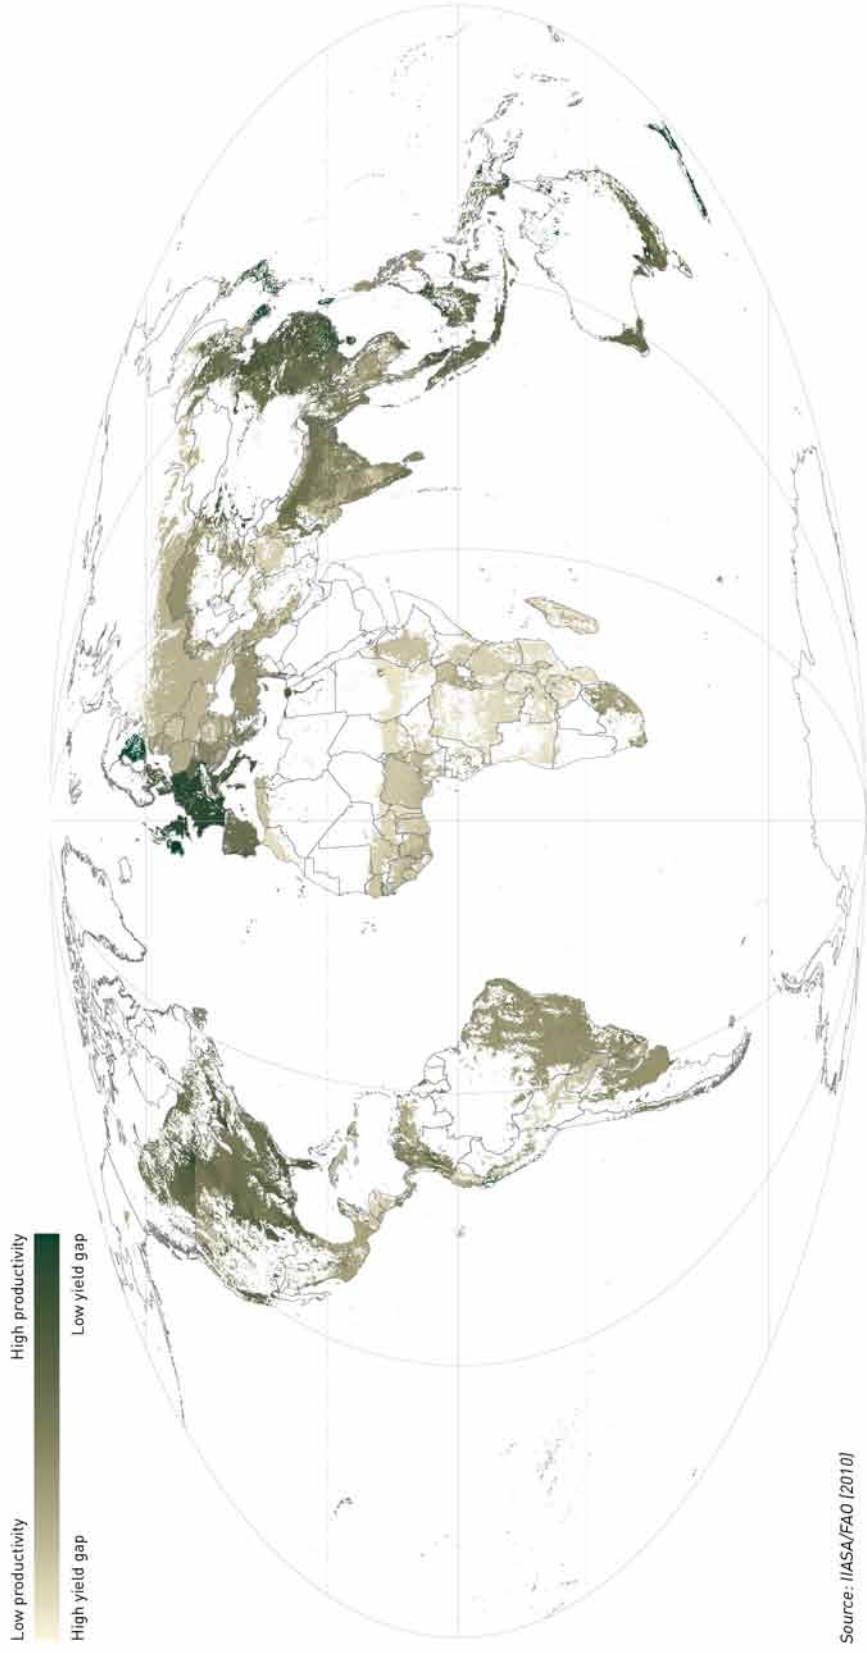 Low productivity High productivity
High yield gap Low yield gap
Source: IIASA/FAO (2010)